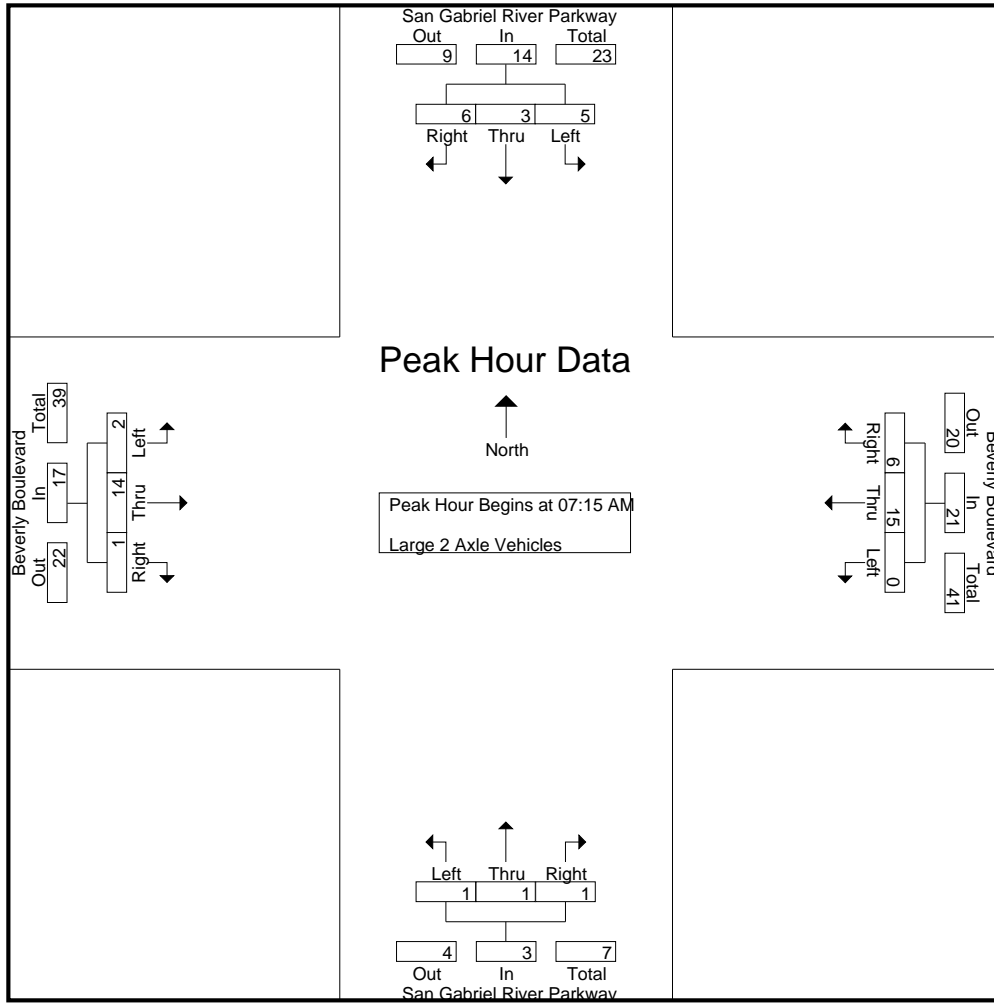 San Gabriel River Parkway
Out In Total
9 14 23
6 3 5
Right Thru Left
Peak Hour Data
North
Peak Hour Begins at 07:15 AM
Large 2 Axle Vehicles
Beverly Boulevard
Total In Out
39 17 22
2 14 1
Left Thru Right
Beverly Boulevard
Out In Total
20 21 41
6 15 0
Right Thru Left
Left Thru Right
1 1 1
4 3 7
Out In Total
San Gabriel River Parkway